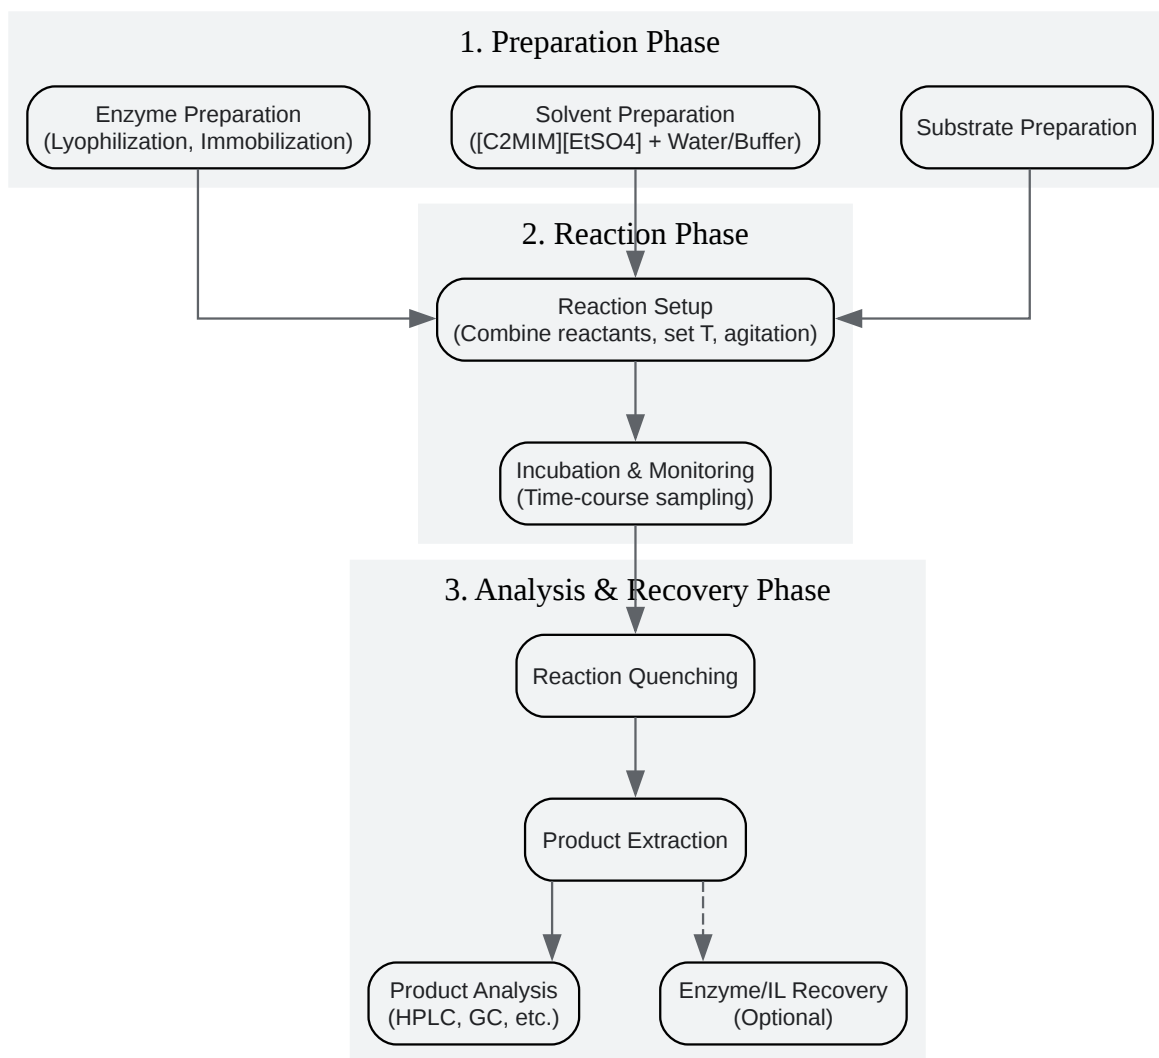 1. Preparation Phase
Enzyme Preparation
(Lyophilization, Immobilization)
Solvent Preparation
([C2MIM][EtSO4] + Water/Buffer)
Substrate Preparation
2. Reaction Phase
Reaction Setup
(Combine reactants, set T, agitation)
Incubation & Monitoring
(Time-course sampling)
3. Analysis & Recovery Phase
Reaction Quenching
Product Extraction
Product Analysis
(HPLC, GC, etc.)
Enzyme/IL Recovery
(Optional)